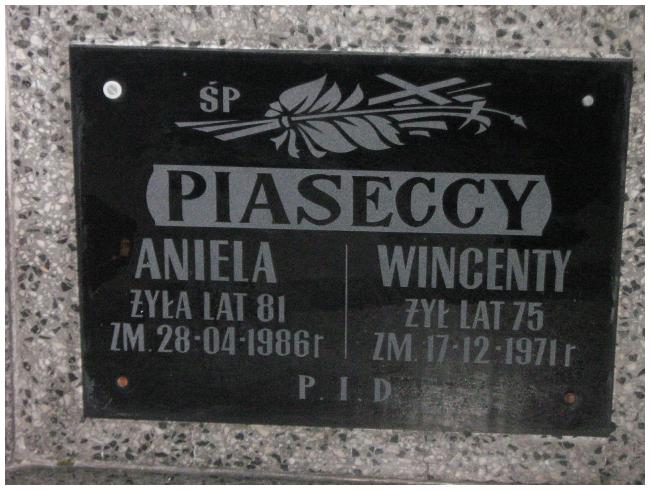 ŚP
PIASECCY
ANIELA
ŻYŁA LAT 81
ZM. 28-04-1986r
WINCENTY
ŻYŁ LAT 75
ZM. 17-12-1971r
P. I. D